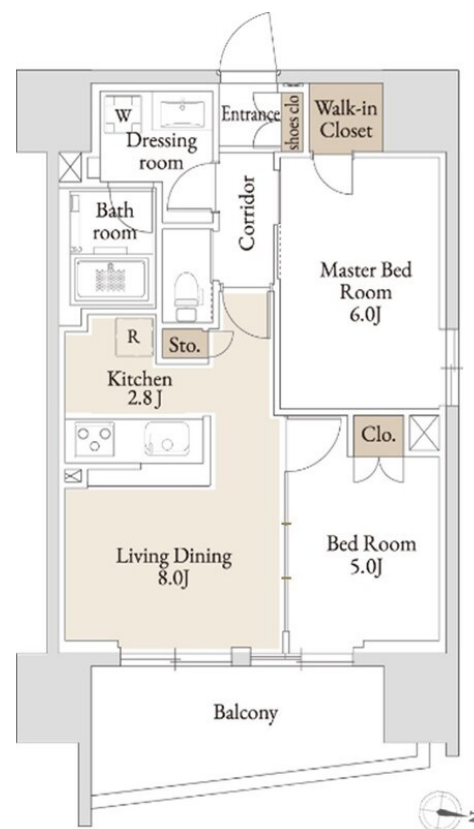 Entrance
shoes clo
Walk-in
Closet
W
Dressing
room
Bath
room
Corridor
Master Bed
Room
6.0J
R
Sto.
Kitchen
2.8 J
Clo.
Living Dining
8.0J
Bed Room
5.0J
Balcony